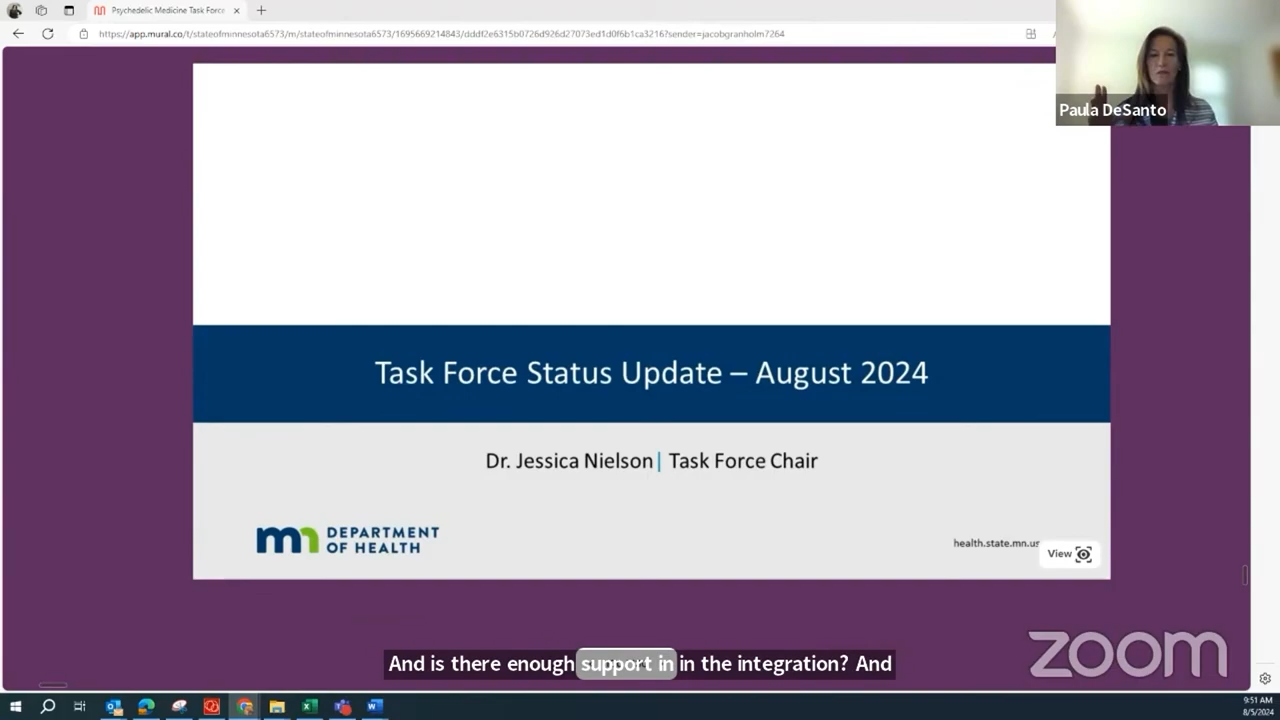 Psychedelic Medicine Task Force
https://app.mural.co/t/stateofminnesota6573/m/stateofminnesota6573/1695669214843/dddf2e6315b0726d926d27073ed1d0f6b1ca3216?sender=jacobgranholm7264
Paula DeSanto
Task Force Status Update – August 2024
Dr. Jessica Nielson| Task Force Chair
mn DEPARTMENT
OF HEALTH
health.state.mn.us
View
And is there enough support in in the integration? And
zoom
9:51 AM
8/5/2024